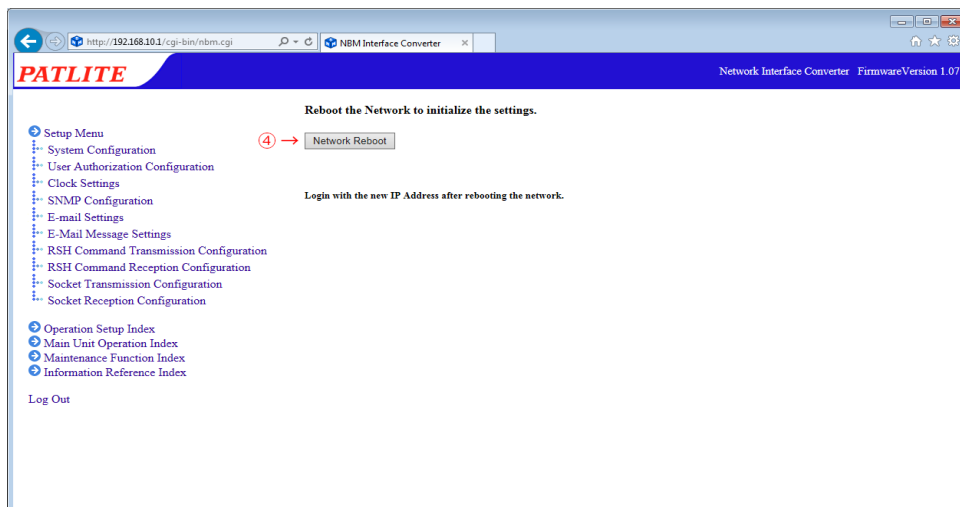 http://192.168.10.1/cgi-bin/nbm.cgi
NBM Interface Converter
PATLITE
Network Interface Converter FirmwareVersion 1.07
Reboot the Network to initialize the settings.
④ → Network Reboot
Login with the new IP Address after rebooting the network.
Setup Menu
System Configuration
User Authorization Configuration
Clock Settings
SNMP Configuration
E-mail Settings
E-Mail Message Settings
RSH Command Transmission Configuration
RSH Command Reception Configuration
Socket Transmission Configuration
Socket Reception Configuration
Operation Setup Index
Main Unit Operation Index
Maintenance Function Index
Information Reference Index
Log Out